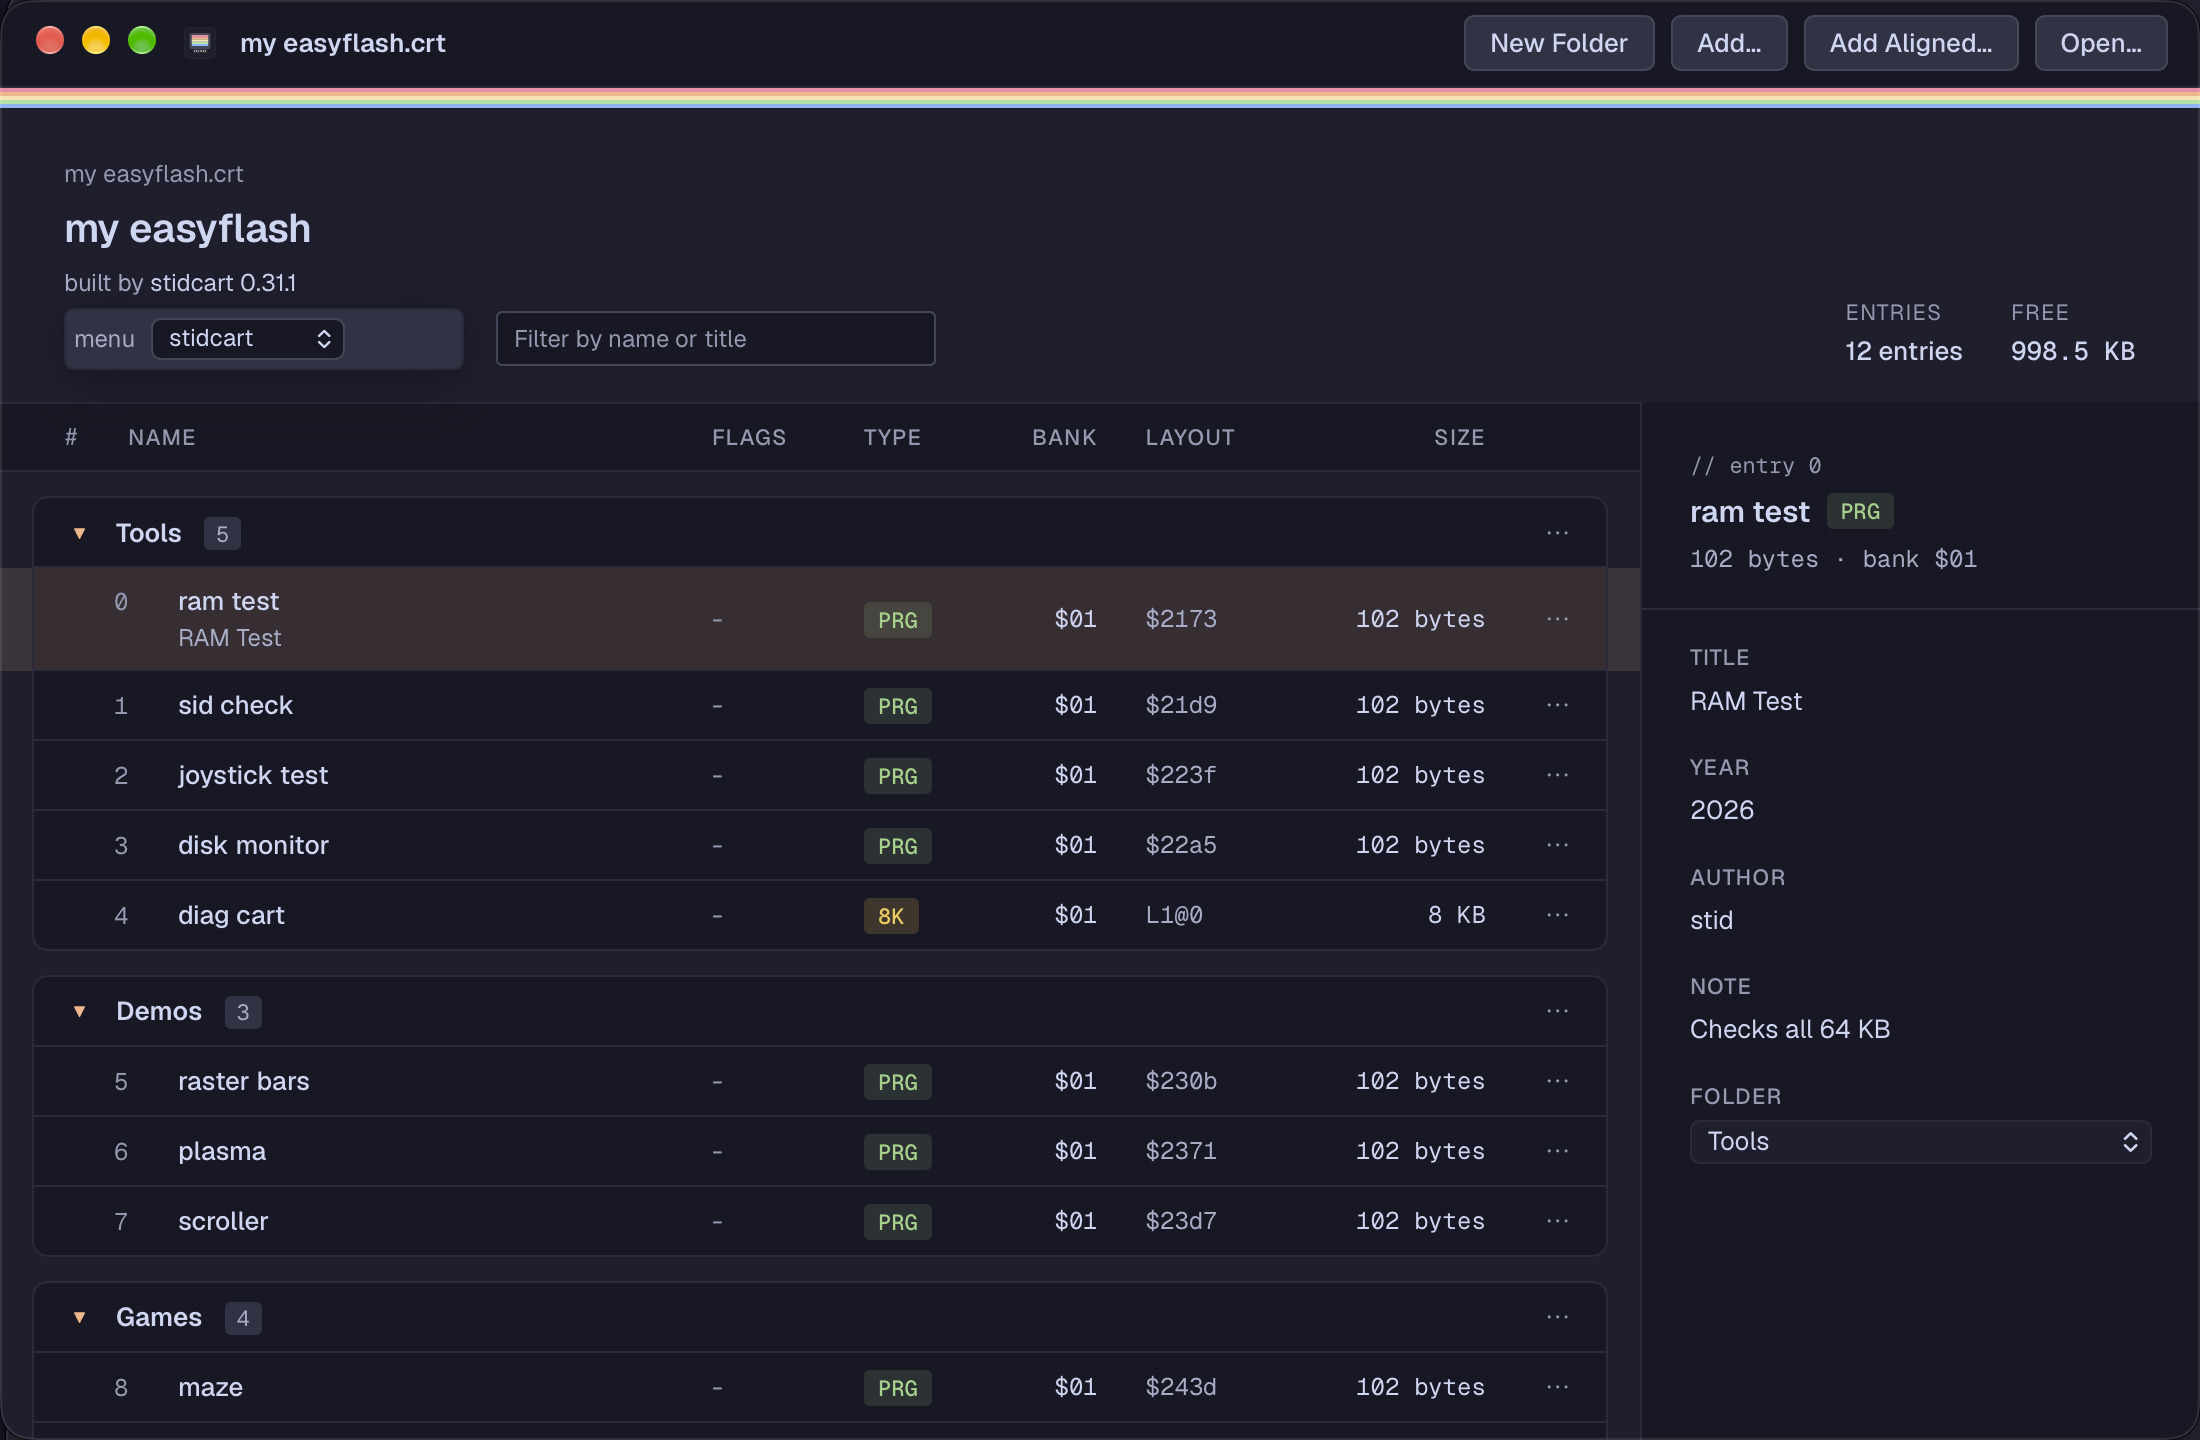 my easyflash.crt
New Folder
Add...
Add Aligned...
Open...
my easyflash.crt
my easyflash
built by stidcart 0.31.1
menu stidcart
Filter by name or title
ENTRIES FREE
12 entries 998.5 KB
# NAME FLAGS TYPE BANK LAYOUT SIZE
Tools 5 ...
0 ram test - PRG $01 $2173 102 bytes ...
RAM Test
1 sid check - PRG $01 $21d9 102 bytes ...
2 joystick test - PRG $01 $223f 102 bytes ...
3 disk monitor - PRG $01 $22a5 102 bytes ...
4 diag cart - 8K $01 L1@0 8 KB ...
Demos 3 ...
5 raster bars - PRG $01 $230b 102 bytes ...
6 plasma - PRG $01 $2371 102 bytes ...
7 scroller - PRG $01 $23d7 102 bytes ...
Games 4 ...
8 maze - PRG $01 $243d 102 bytes ...
// entry 0
ram test PRG
102 bytes · bank $01
TITLE
RAM Test
YEAR
2026
AUTHOR
stid
NOTE
Checks all 64 KB
FOLDER
Tools